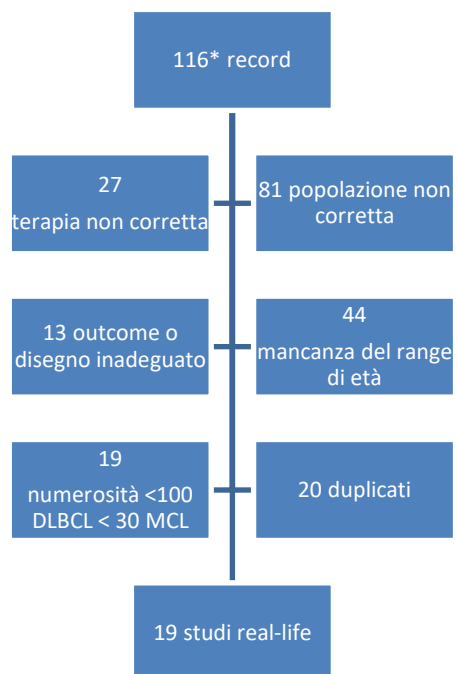 116* record
27
terapia non corretta
81 popolazione non
corretta
13 outcome o
disegno inadeguato
44
mancanza del range
di età
19
numerosità <100
DLBCL < 30 MCL
20 duplicati
19 studi real-life